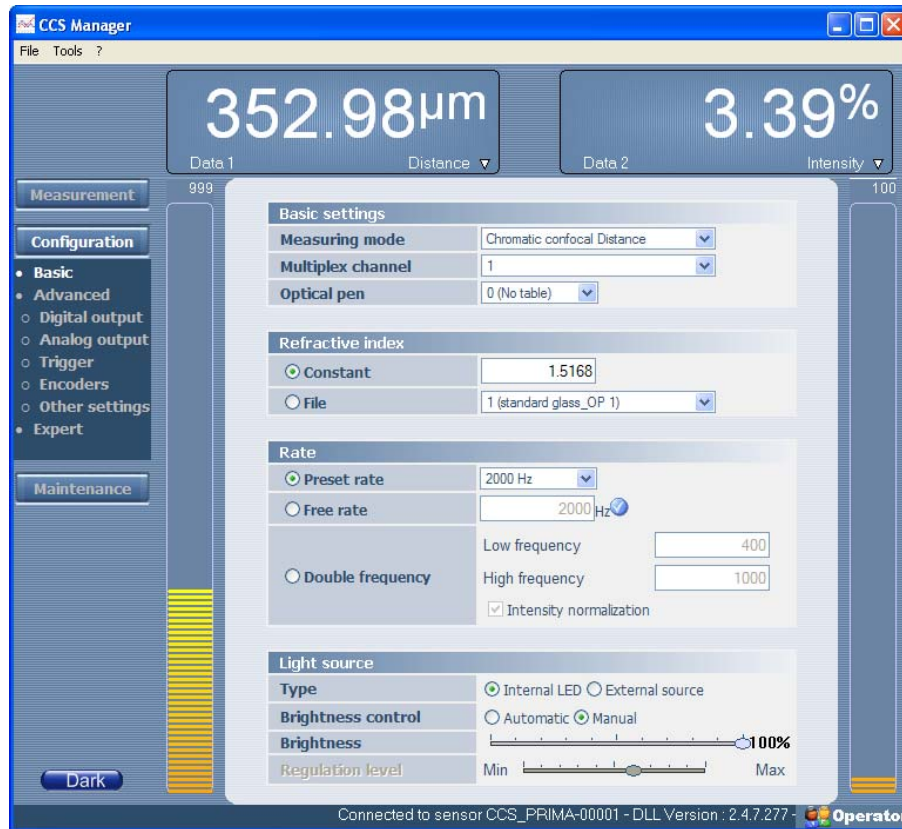 CCS Manager
File Tools ?
352.98µm
Data 1 Distance
3.39%
Data 2 Intensity
999
100
Measurement
Configuration
Basic
Advanced
Digital output
Analog output
Trigger
Encoders
Other settings
Expert
Maintenance
Dark
Basic settings
Measuring mode Chromatic confocal Distance
Multiplex channel 1
Optical pen 0 (No table)
Refractive index
Constant 1.5168
File 1 (standard glass_OP 1)
Rate
Preset rate 2000 Hz
Free rate 2000 Hz
Double frequency
Low frequency 400
High frequency 1000
Intensity normalization
Light source
Type Internal LED External source
Brightness control Automatic Manual
Brightness 100%
Regulation level Min Max
Connected to sensor CCS_PRIMA-00001 - DLL Version : 2.4.7.277 - Operato